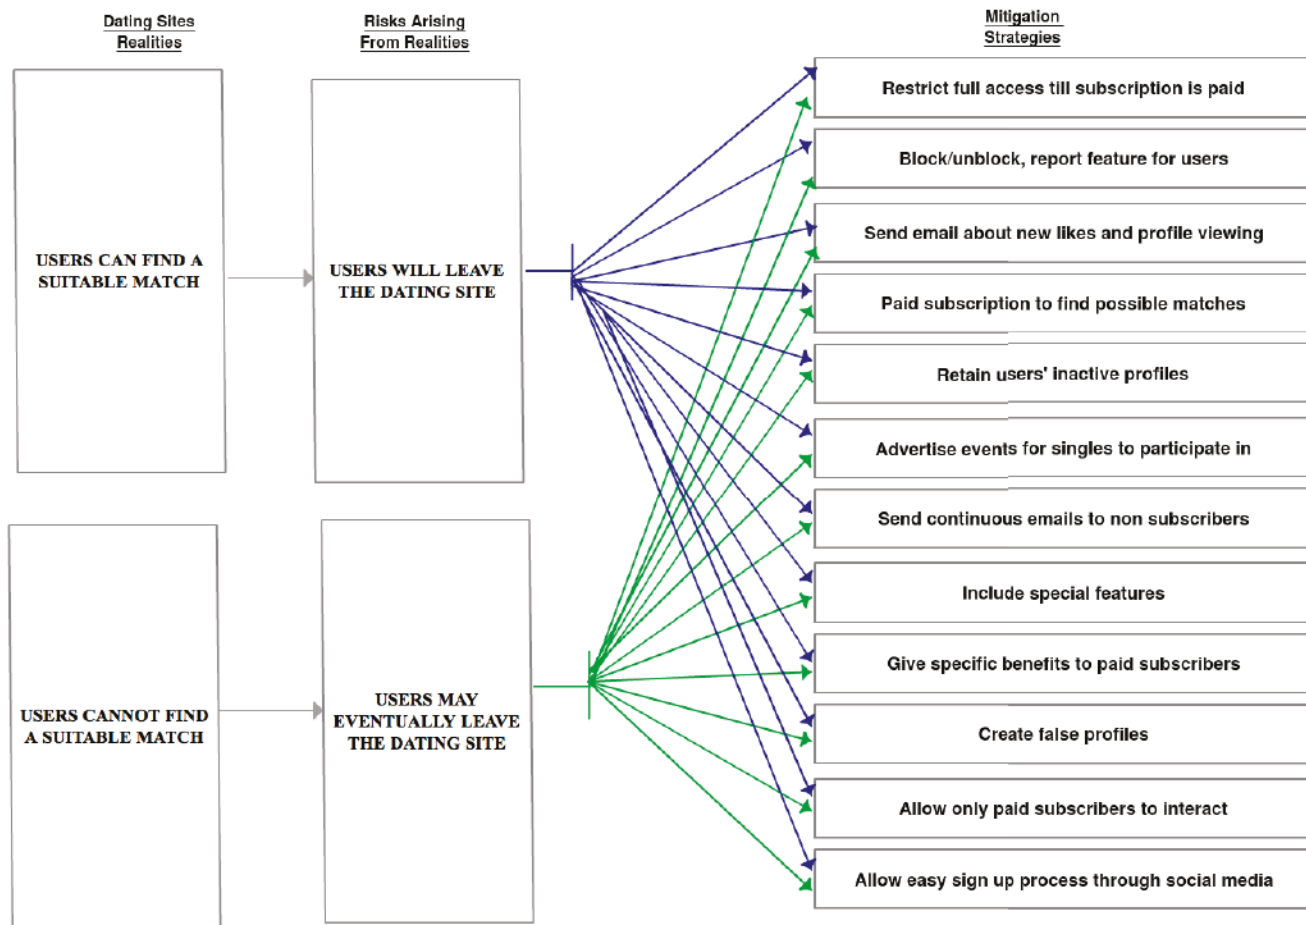 Dating Sites
Realities
Risks Arising
From Realities
Mitigation
Strategies
USERS CAN FIND A
SUITABLE MATCH
USERS WILL LEAVE
THE DATING SITE
USERS CANNOT FIND
A SUITABLE MATCH
USERS MAY
EVENTUALLY LEAVE
THE DATING SITE
Restrict full access till subscription is paid
Block/unblock, report feature for users
Send email about new likes and profile viewing
Paid subscription to find possible matches
Retain users' inactive profiles
Advertise events for singles to participate in
Send continuous emails to non subscribers
Include special features
Give specific benefits to paid subscribers
Create false profiles
Allow only paid subscribers to interact
Allow easy sign up process through social media